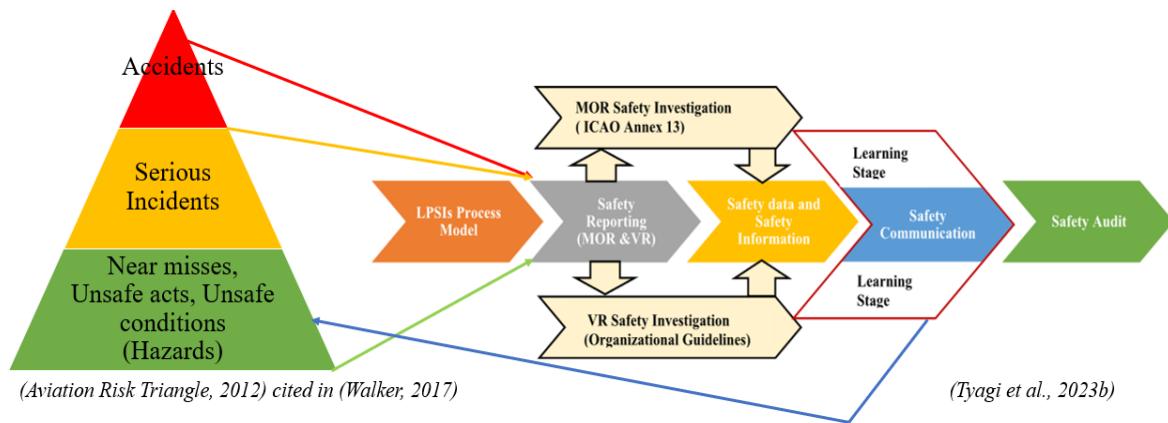 Accidents
Serious
Incidents
Near misses,
Unsafe acts, Unsafe
conditions
(Hazards)
(Aviation Risk Triangle, 2012) cited in (Walker, 2017)
LPSIs Process
Model
Safety
Reporting
(MOR &VR)
MOR Safety Investigation
( ICAO Annex 13)
VR Safety Investigation
(Organizational Guidelines)
Safety data and
Safety
Information
Learning
Stage
Safety
Communication
Learning
Stage
Safety Audit
(Tyagi et al., 2023b)